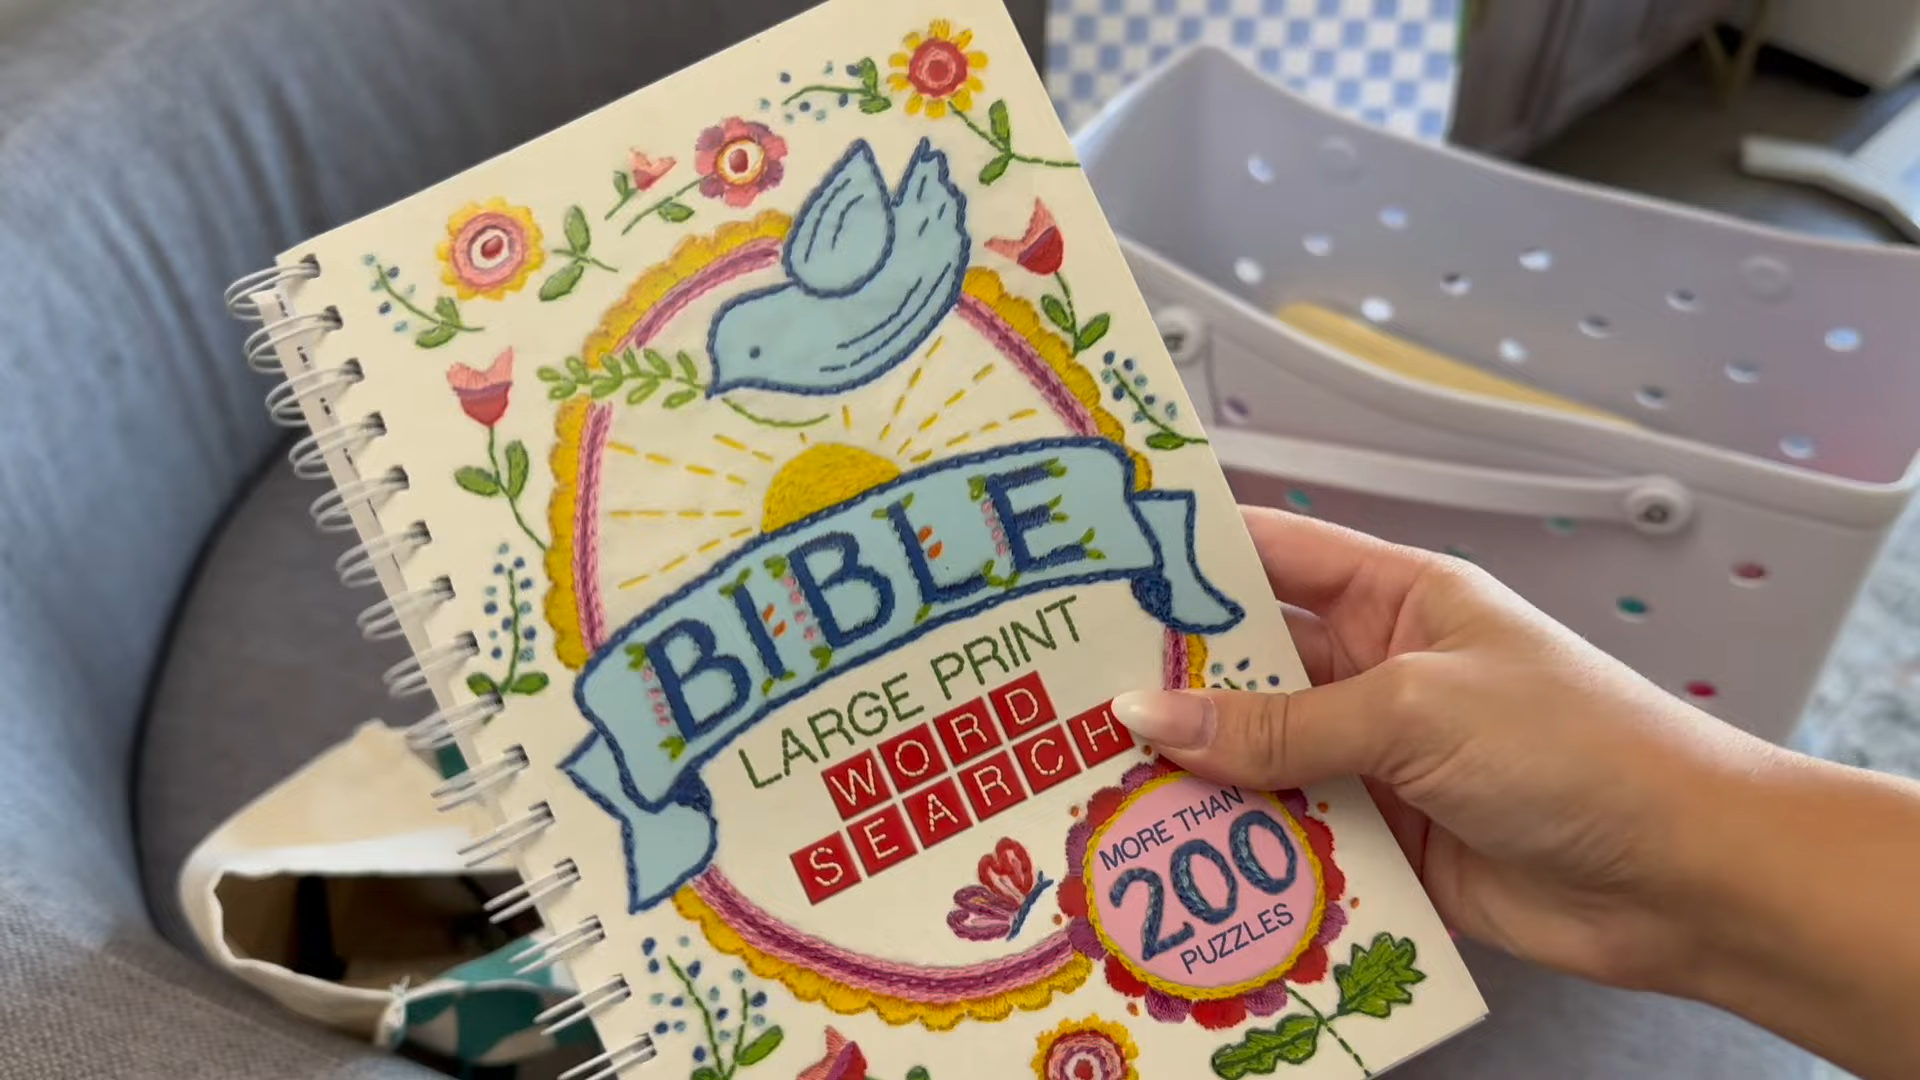 BIBLE
LARGE PRINT
WORD
SEARCH
MORE THAN
200
PUZZLES